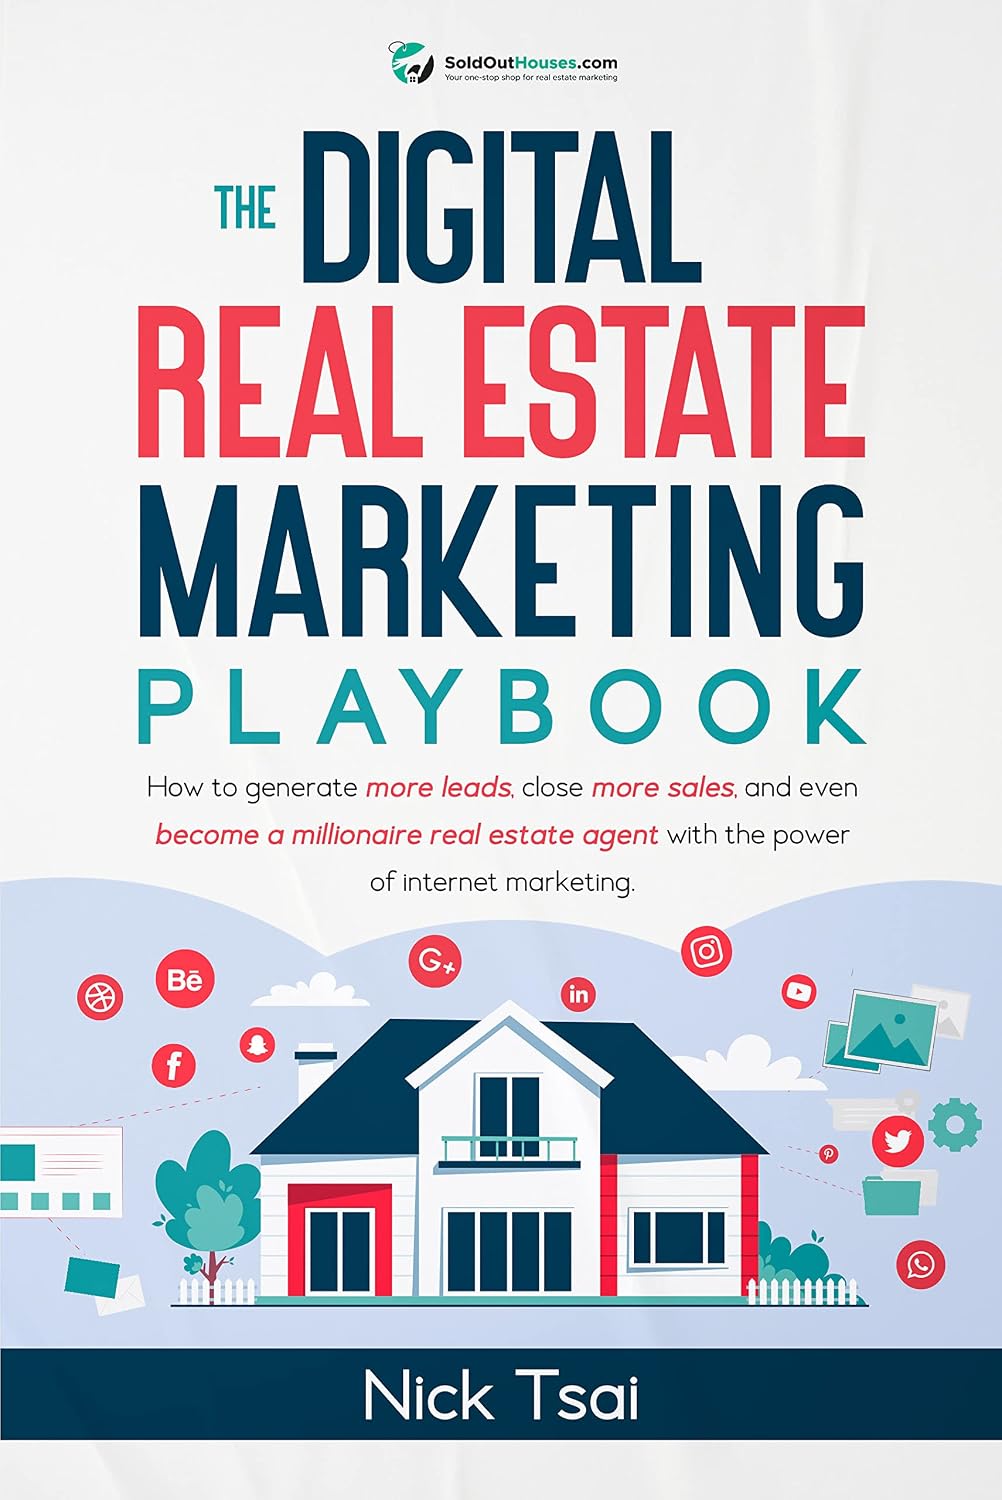 SoldOutHouses.com
Your one-stop shop for real estate marketing
THE DIGITAL
REAL ESTATE
MARKETING
PLAYBOOK
How to generate more leads, close more sales, and even
become a millionaire real estate agent with the power
of internet marketing.
Bē
G+
in
f
Nick Tsai